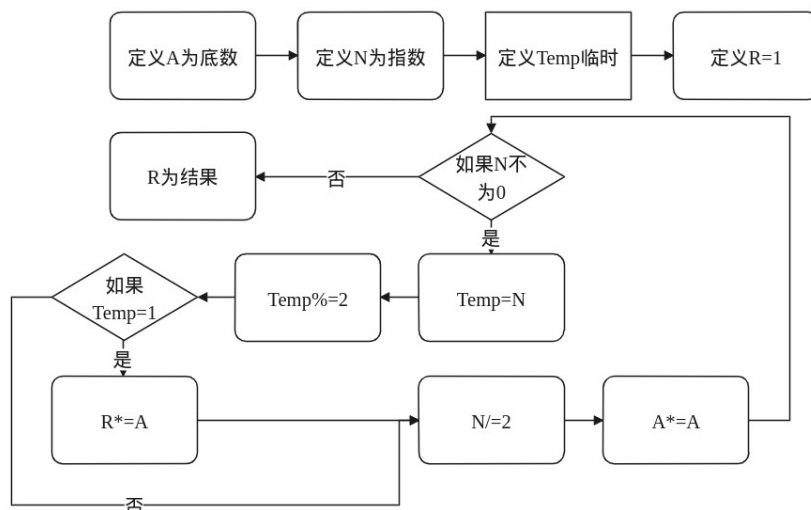 定义A为底数
定义N为指数
定义Temp临时
定义R=1
如果N不
为0
否
R为结果
是
Temp=N
Temp%=2
如果
Temp=1
是
R*=A
N/=2
A*=A
否